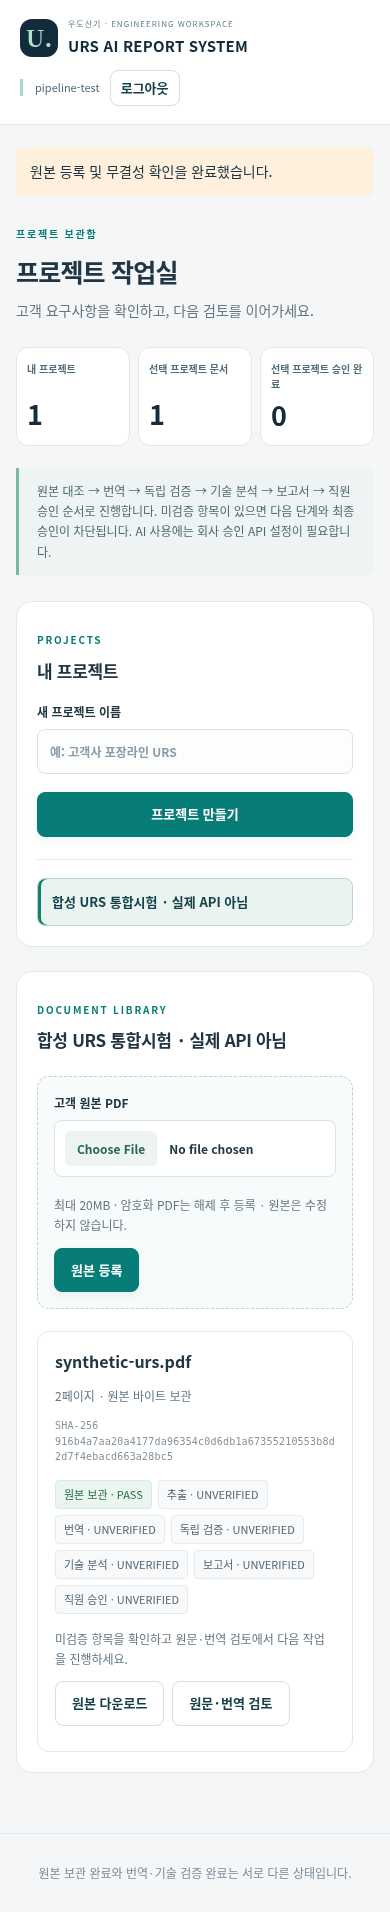 U.
우도산기 · ENGINEERING WORKSPACE
URS AI REPORT SYSTEM
pipeline-test
로그아웃
원본 등록 및 무결성 확인을 완료했습니다.
프로젝트 보관함
프로젝트 작업실
고객 요구사항을 확인하고, 다음 검토를 이어가세요.
내 프로젝트
1
선택 프로젝트 문서
1
선택 프로젝트 승인 완
료
0
원본 대조 → 번역 → 독립 검증 → 기술 분석 → 보고서 → 직원
승인 순서로 진행합니다. 미검증 항목이 있으면 다음 단계와 최종
승인이 차단됩니다. AI 사용에는 회사 승인 API 설정이 필요합니
다.
PROJECTS
내 프로젝트
새 프로젝트 이름
예: 고객사 포장라인 URS
프로젝트 만들기
합성 URS 통합시험 · 실제 API 아님
DOCUMENT LIBRARY
합성 URS 통합시험 · 실제 API 아님
고객 원본 PDF
Choose File
No file chosen
최대 20MB · 암호화 PDF는 해제 후 등록 · 원본은 수정
하지 않습니다.
원본 등록
synthetic-urs.pdf
2페이지 · 원본 바이트 보관
SHA-256
916b4a7aa20a4177da96354c0d6db1a67355210553b8d
2d7f4ebacd663a28bc5
원본 보관 · PASS
추출 · UNVERIFIED
번역 · UNVERIFIED
독립 검증 · UNVERIFIED
기술 분석 · UNVERIFIED
보고서 · UNVERIFIED
직원 승인 · UNVERIFIED
미검증 항목을 확인하고 원문·번역 검토에서 다음 작업
을 진행하세요.
원본 다운로드
원문·번역 검토
원본 보관 완료와 번역·기술 검증 완료는 서로 다른 상태입니다.